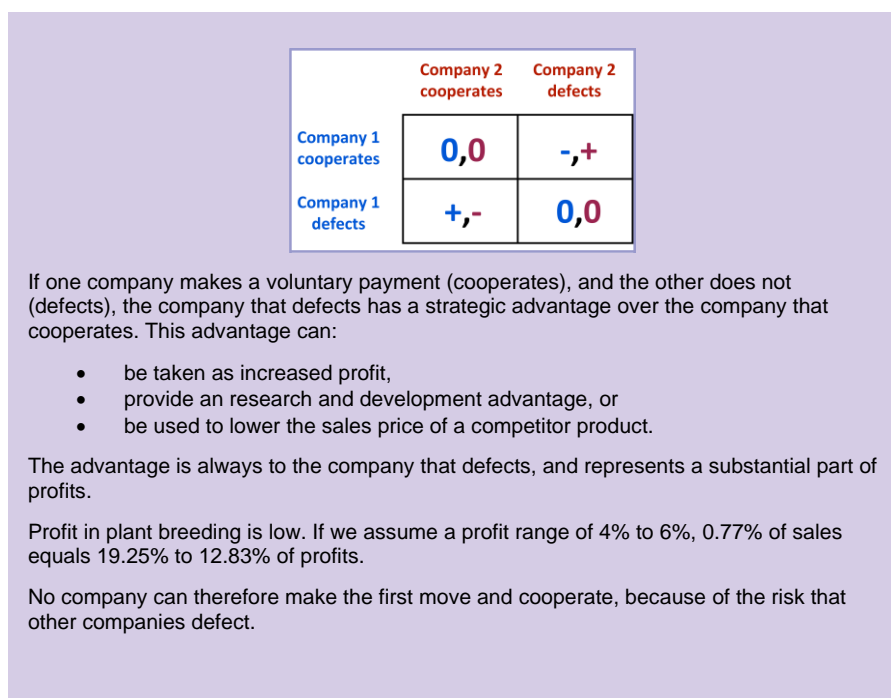 Company 2 Company 2
cooperates defects
Company 1
cooperates
0,0 -,+
Company 1
defects
+,- 0,0
If one company makes a voluntary payment (cooperates), and the other does not
(defects), the company that defects has a strategic advantage over the company that
cooperates. This advantage can:
• be taken as increased profit,
• provide an research and development advantage, or
• be used to lower the sales price of a competitor product.
The advantage is always to the company that defects, and represents a substantial part of
profits.
Profit in plant breeding is low. If we assume a profit range of 4% to 6%, 0.77% of sales
equals 19.25% to 12.83% of profits.
No company can therefore make the first move and cooperate, because of the risk that
other companies defect.